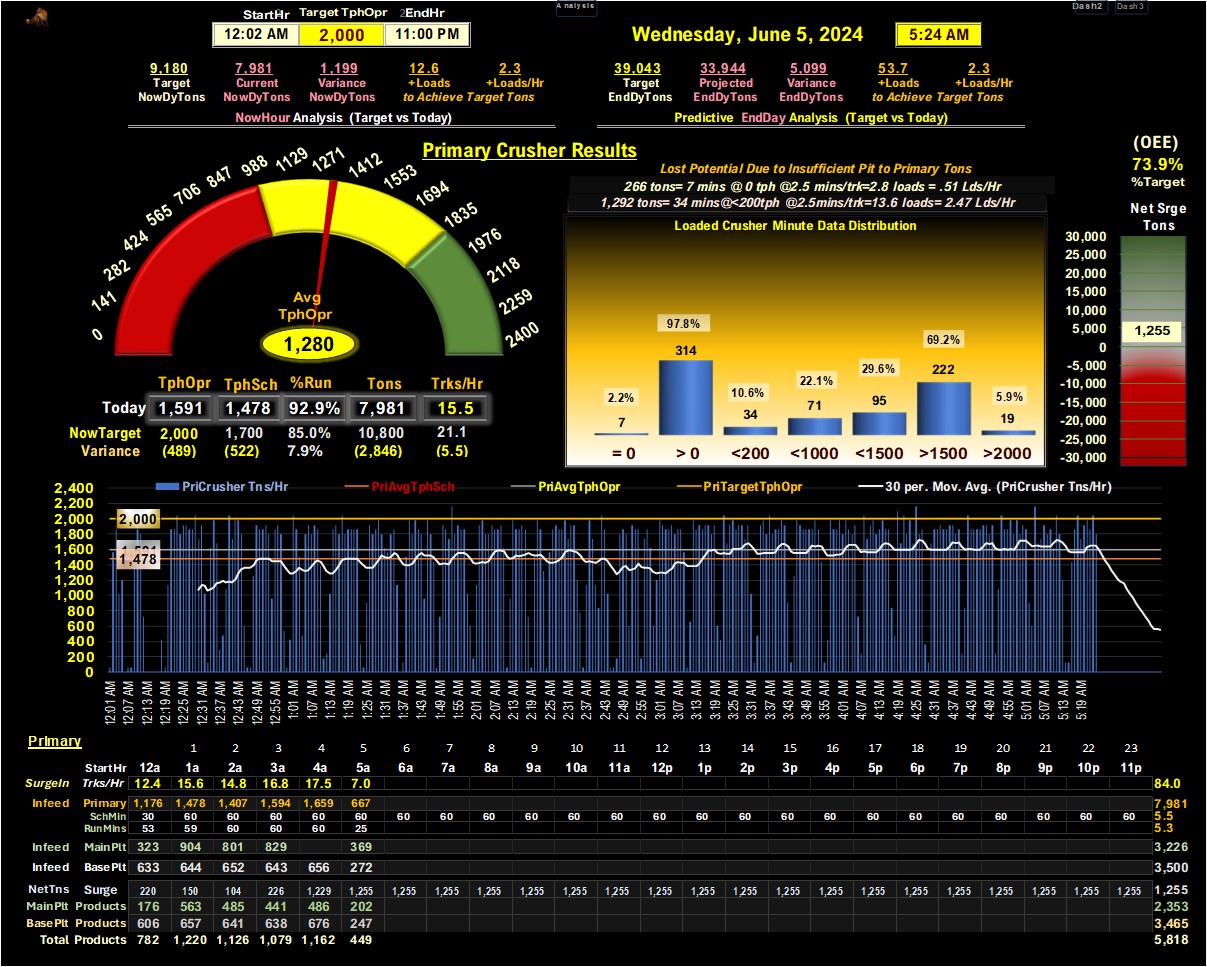 Analysis
Dash2 Dash3
StartHr Target TphOpr 2EndHr
12:02 AM 2,000 11:00 PM
Wednesday, June 5, 2024 5:24 AM
9,180 7,981 1,199 12.6 2.3
Target Current Variance +Loads +Loads/Hr
NowDyTons NowDyTons NowDyTons to Achieve Target Tons
NowHour Analysis (Target vs Today)
39,043 33,944 5,099 53.7 2.3
Target Projected Variance +Loads +Loads/Hr
EndDyTons EndDyTons EndDyTons to Achieve Target Tons
Predictive EndDay Analysis (Target vs Today)
Primary Crusher Results
0 141 282 424 565 706 847 988 1129 1271 1412 1553 1694 1835 1976 2118 2259 2400
Avg
TphOpr
1,280
TphOpr TphSch %Run Tons Trks/Hr
Today 1,591 1,478 92.9% 7,981 15.5
NowTarget 2,000 1,700 85.0% 10,800 21.1
Variance (489) (522) 7.9% (2,846) (5.5)
Lost Potential Due to Insufficient Pit to Primary Tons
266 tons= 7 mins @ 0 tph @2.5 mins/trk=2.8 loads = .51 Lds/Hr
1,292 tons= 34 mins@<200tph @2.5mins/trk=13.6 loads= 2.47 Lds/Hr
Loaded Crusher Minute Data Distribution
2.2% 97.8% 10.6% 22.1% 29.6% 69.2% 5.9%
7 314 34 71 95 222 19
= 0 > 0 <200 <1000 <1500 >1500 >2000
(OEE)
73.9%
%Target
Net Srge
Tons
30,000
25,000
20,000
15,000
10,000
5,000
0
-5,000
-10,000
-15,000
-20,000
-25,000
-30,000
1,255
PriCrusher Tns/Hr PriAvgTphSch PriAvgTphOpr PriTargetTphOpr 30 per. Mov. Avg. (PriCrusher Tns/Hr)
2,400
2,200
2,000
1,800
1,600
1,400
1,200
1,000
800
600
400
200
0
2,000
1,478
12:01 AM 12:07 AM 12:13 AM 12:19 AM 12:25 AM 12:31 AM 12:37 AM 12:43 AM 12:49 AM 12:55 AM 1:01 AM 1:07 AM 1:13 AM 1:19 AM 1:25 AM 1:31 AM 1:37 AM 1:43 AM 1:49 AM 1:55 AM 2:01 AM 2:07 AM 2:13 AM 2:19 AM 2:25 AM 2:31 AM 2:37 AM 2:43 AM 2:49 AM 2:55 AM 3:01 AM 3:07 AM 3:13 AM 3:19 AM 3:25 AM 3:31 AM 3:37 AM 3:43 AM 3:49 AM 3:55 AM 4:01 AM 4:07 AM 4:13 AM 4:19 AM 4:25 AM 4:31 AM 4:37 AM 4:43 AM 4:49 AM 4:55 AM 5:01 AM 5:07 AM 5:13 AM 5:19 AM
Primary
1 2 3 4 5 6 7 8 9 10 11 12 13 14 15 16 17 18 19 20 21 22 23
StartHr 12a 1a 2a 3a 4a 5a 6a 7a 8a 9a 10a 11a 12p 1p 2p 3p 4p 5p 6p 7p 8p 9p 10p 11p
SurgeIn Trks/Hr 12.4 15.6 14.8 16.8 17.5 7.0 84.0
Infeed Primary 1,176 1,478 1,407 1,594 1,659 667 7,981
SchMin 30 60 60 60 60 60 60 60 60 60 60 60 60 60 60 60 60 60 60 60 60 60 60 60 5.5
RunMins 53 59 60 60 60 25 5.3
Infeed MainPlt 323 904 801 829 369 3,226
Infeed BasePlt 633 644 652 643 656 272 3,500
NetTns Surge 220 150 104 226 1,229 1,255 1,255 1,255 1,255 1,255 1,255 1,255 1,255 1,255 1,255 1,255 1,255 1,255 1,255 1,255 1,255 1,255 1,255 1,255 1,255
MainPlt Products 176 563 485 441 486 202 2,353
BasePlt Products 606 657 641 638 676 247 3,465
Total Products 782 1,220 1,126 1,079 1,162 449 5,818